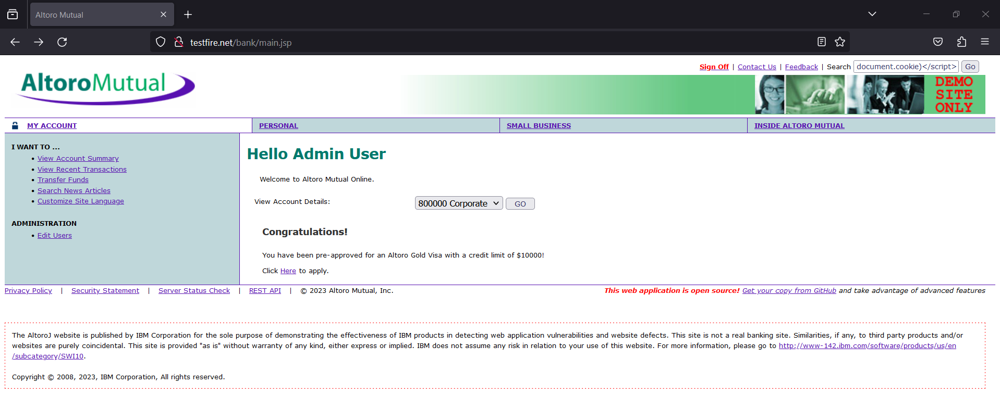 Altoro Mutual
testfire.net/bank/main.jsp
Sign Off | Contact Us | Feedback | Search document.cookie)</script> Go
AltoroMutual
DEMO
SITE
ONLY
MY ACCOUNT
PERSONAL
SMALL BUSINESS
INSIDE ALTORO MUTUAL
I WANT TO ...
• View Account Summary
• View Recent Transactions
• Transfer Funds
• Search News Articles
• Customize Site Language
ADMINISTRATION
• Edit Users
Hello Admin User
Welcome to Altoro Mutual Online.
View Account Details: 800000 Corporate GO
Congratulations!
You have been pre-approved for an Altoro Gold Visa with a credit limit of $10000!
Click Here to apply.
Privacy Policy | Security Statement | Server Status Check | REST API | © 2023 Altoro Mutual, Inc.
This web application is open source! Get your copy from GitHub and take advantage of advanced features
The AltoroJ website is published by IBM Corporation for the sole purpose of demonstrating the effectiveness of IBM products in detecting web application vulnerabilities and website defects. This site is not a real banking site. Similarities, if any, to third party products and/or
websites are purely coincidental. This site is provided "as is" without warranty of any kind, either express or implied. IBM does not assume any risk in relation to your use of this website. For more information, please go to http://www-142.ibm.com/software/products/us/en
/subcategory/SWI10.
Copyright © 2008, 2023, IBM Corporation, All rights reserved.